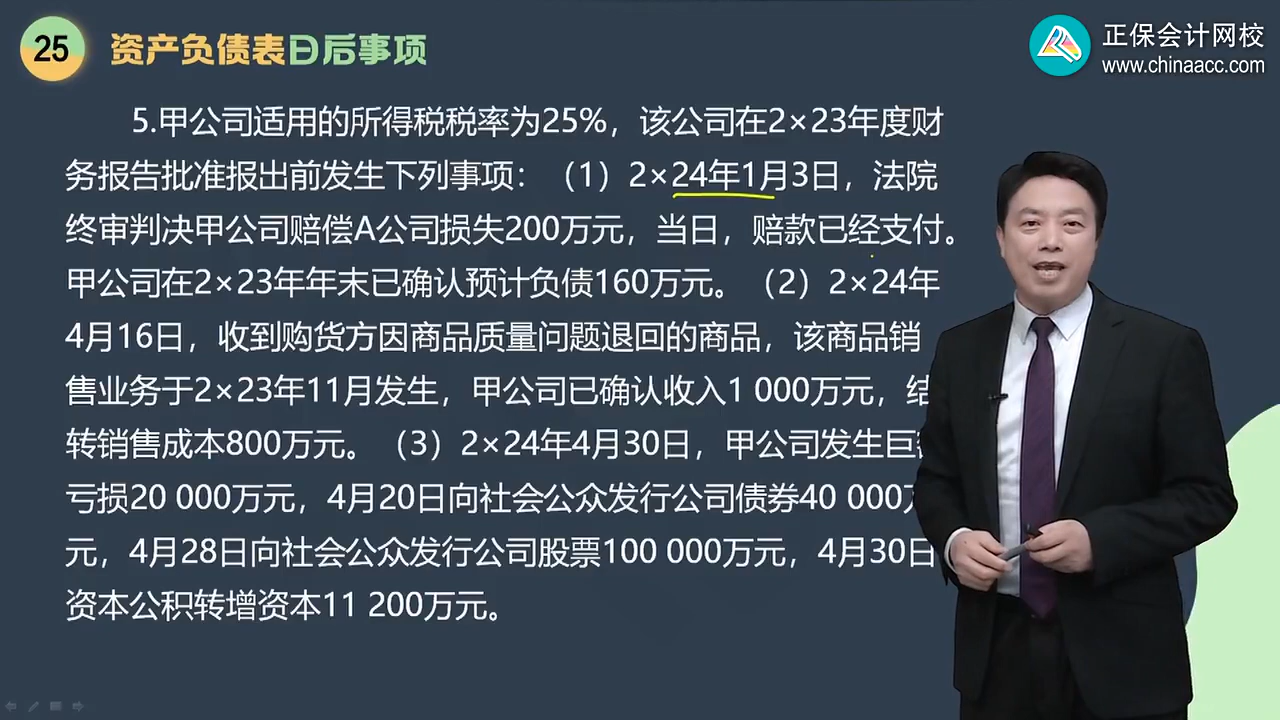 25 资产负债表日后事项
正保会计网校
www.chinaacc.com
5.甲公司适用的所得税税率为25%，该公司在2×23年度财
务报告批准报出前发生下列事项：（1）2×24年1月3日，法院
终审判决甲公司赔偿A公司损失200万元，当日，赔款已经支付。
甲公司在2×23年年末已确认预计负债160万元。（2）2×24年
4月16日，收到购货方因商品质量问题退回的商品，该商品销
售业务于2×23年11月发生，甲公司已确认收入1 000万元，结
转销售成本800万元。（3）2×24年4月30日，甲公司发生巨
亏损20 000万元，4月20日向社会公众发行公司债券40 000万
元，4月28日向社会公众发行公司股票100 000万元，4月30日
资本公积转增资本11 200万元。